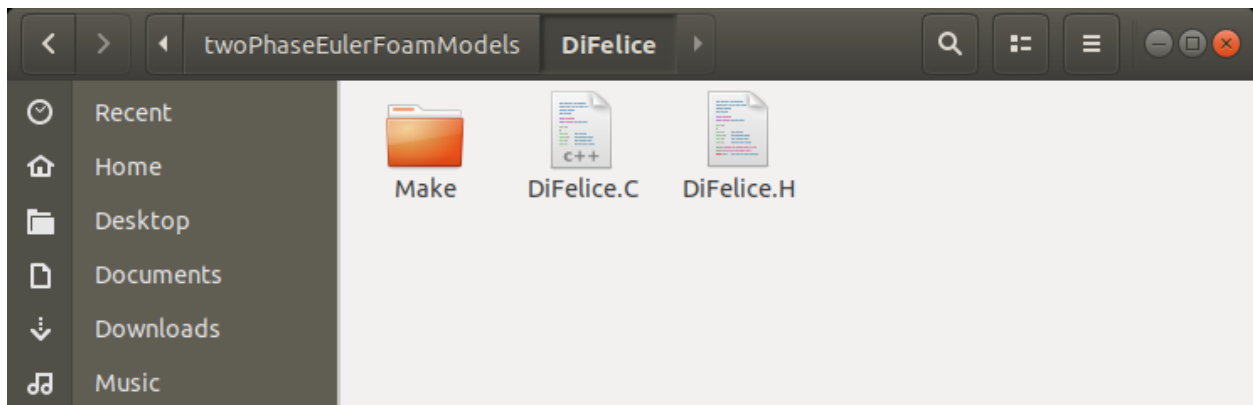 twoPhaseEulerFoamModels DiFelice
Recent
Home
Desktop
Documents
Downloads
Music
Make
c++
DiFelice.C
DiFelice.H